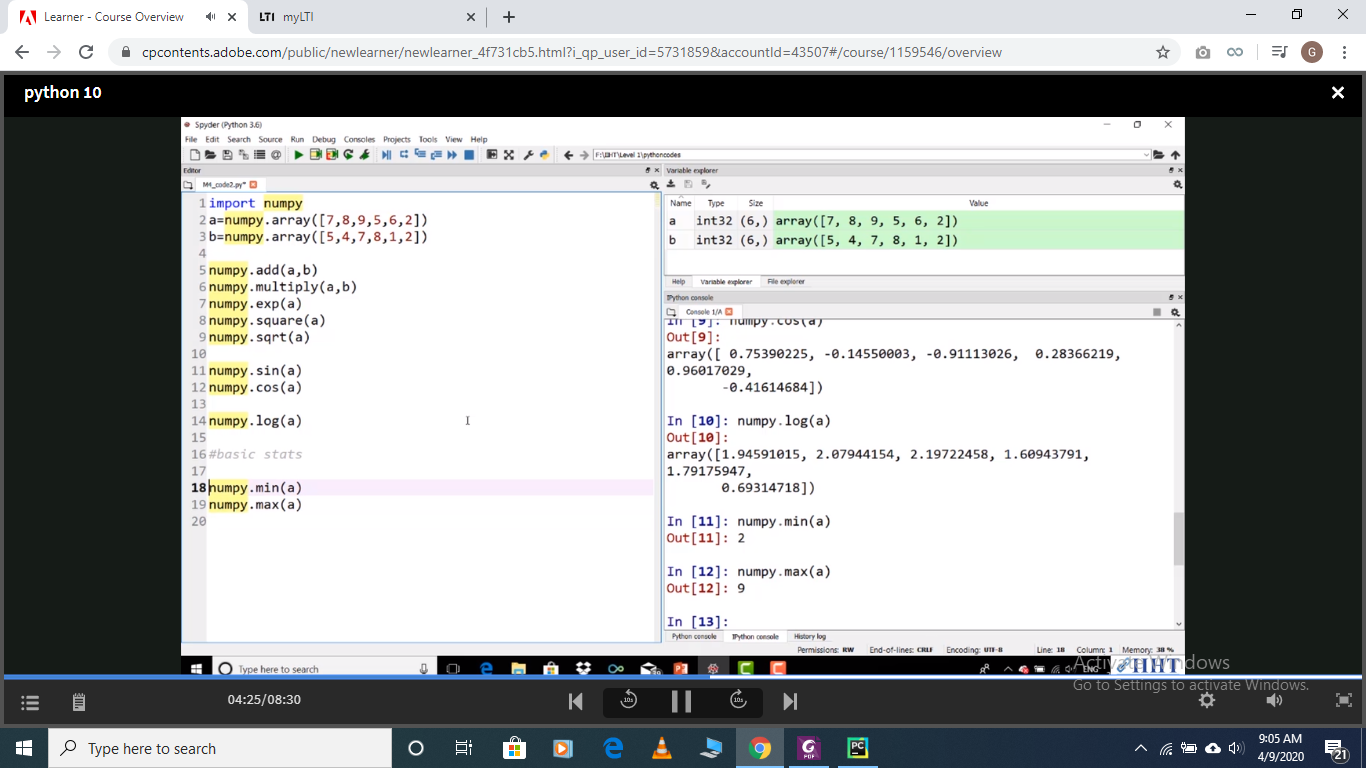 Learner - Course Overview
LTI myLTI
cpcontents.adobe.com/public/newlearner/newlearner_4f731cb5.html?i_qp_user_id=5731859&accountId=43507#/course/1159546/overview
G
python 10
Spyder (Python 3.6)
File Edit Search Source Run Debug Consoles Projects Tools View Help
F:\IHHT\Level 1\pythoncodes
Editor
M4_code2.py*
1 import numpy
2 a=numpy.array([7,8,9,5,6,2])
3 b=numpy.array([5,4,7,8,1,2])
4
5 numpy.add(a,b)
6 numpy.multiply(a,b)
7 numpy.exp(a)
8 numpy.square(a)
9 numpy.sqrt(a)
10
11 numpy.sin(a)
12 numpy.cos(a)
13
14 numpy.log(a)
15
16 #basic stats
17
18 numpy.min(a)
19 numpy.max(a)
20
Variable explorer
Name Type Size Value
a int32 (6,) array([7, 8, 9, 5, 6, 2])
b int32 (6,) array([5, 4, 7, 8, 1, 2])
Help Variable explorer File explorer
IPython console
Console 1/A
In [9]: numpy.cos(a)
Out[9]:
array([ 0.75390225, -0.14550003, -0.91113026, 0.28366219,
0.96017029,
-0.41614684])
In [10]: numpy.log(a)
Out[10]:
array([1.94591015, 2.07944154, 2.19722458, 1.60943791,
1.79175947,
0.69314718])
In [11]: numpy.min(a)
Out[11]: 2
In [12]: numpy.max(a)
Out[12]: 9
In [13]:
Python console IPython console History log
Permissions: RW End-of-lines: CRLF Encoding: UTF-8 Line: 18 Column: 1 Memory: 38 %
Type here to search
ENG
Activate Windows
Go to Settings to activate Windows.
04:25/08:30
10s
10s
Type here to search
PC
9:05 AM
4/9/2020
21